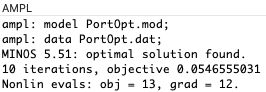 AMPL
ampl: model PortOpt.mod;
ampl: data PortOpt.dat;
MINOS 5.51: optimal solution found.
10 iterations, objective 0.0546555031
Nonlin evals: obj = 13, grad = 12.